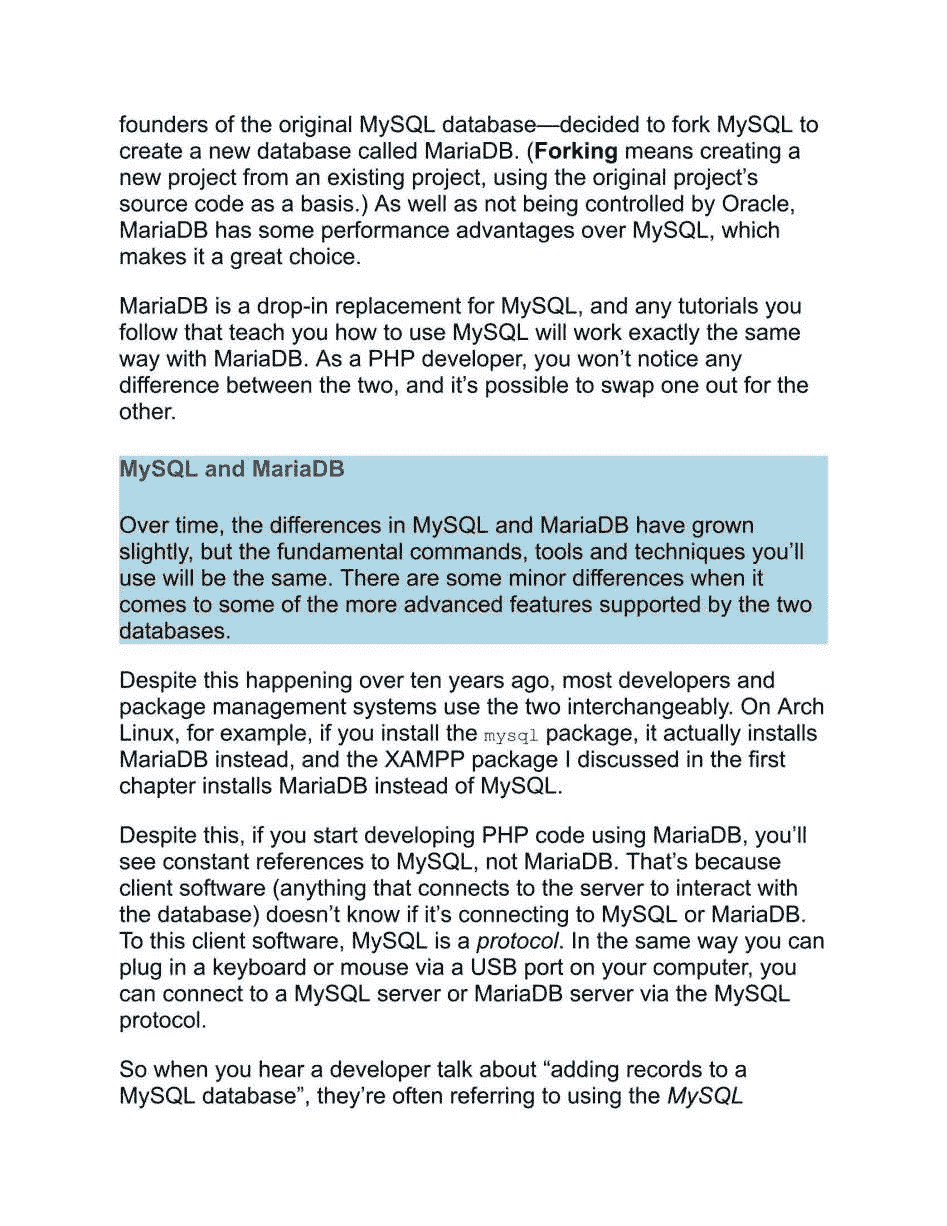 founders of the original MySQL database—decided to fork MySQL to
create a new database called MariaDB. (Forking means creating a
new project from an existing project, using the original project’s
source code as a basis.) As well as not being controlled by Oracle,
MariaDB has some performance advantages over MySQL, which
makes it a great choice.
MariaDB is a drop-in replacement for MySQL, and any tutorials you
follow that teach you how to use MySQL will work exactly the same
way with MariaDB. As a PHP developer, you won’t notice any
difference between the two, and it’s possible to swap one out for the
other.
MySQL and MariaDB
Over time, the differences in MySQL and MariaDB have grown
slightly, but the fundamental commands, tools and techniques you’ll
use will be the same. There are some minor differences when it
comes to some of the more advanced features supported by the two
databases.
Despite this happening over ten years ago, most developers and
package management systems use the two interchangeably. On Arch
Linux, for example, if you install the mysql package, it actually installs
MariaDB instead, and the XAMPP package I discussed in the first
chapter installs MariaDB instead of MySQL.
Despite this, if you start developing PHP code using MariaDB, you’ll
see constant references to MySQL, not MariaDB. That’s because
client software (anything that connects to the server to interact with
the database) doesn’t know if it’s connecting to MySQL or MariaDB.
To this client software, MySQL is a protocol. In the same way you can
plug in a keyboard or mouse via a USB port on your computer, you
can connect to a MySQL server or MariaDB server via the MySQL
protocol.
So when you hear a developer talk about “adding records to a
MySQL database”, they’re often referring to using the MySQL